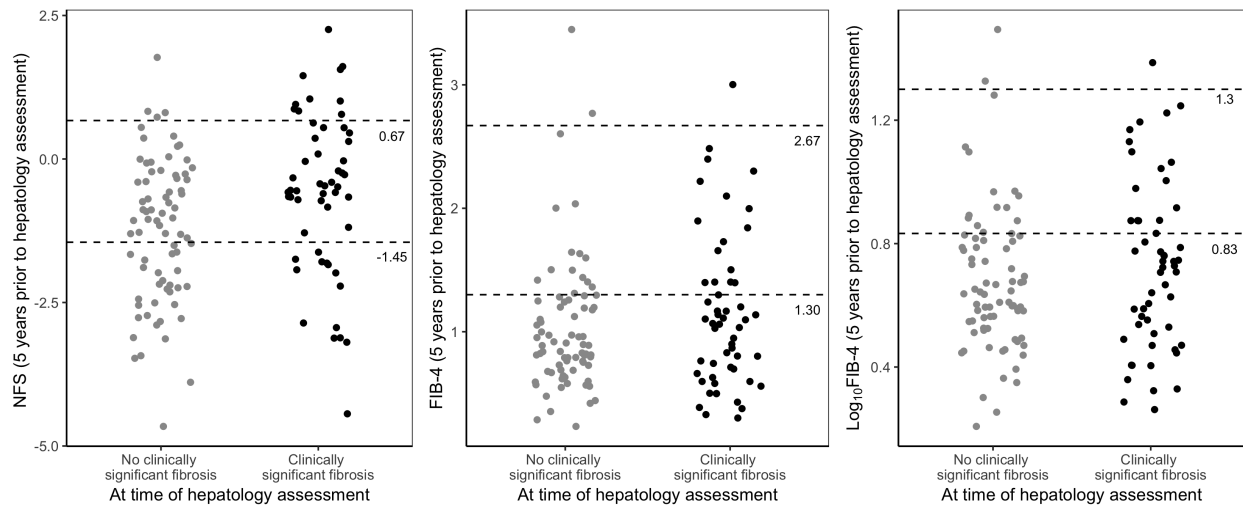 NFS (5 years prior to hepatology assessment)
2.5
0.0
-2.5
-5.0
0.67
-1.45
No clinically
significant fibrosis
Clinically
significant fibrosis
At time of hepatology assessment
FIB-4 (5 years prior to hepatology assessment)
3
2
1
2.67
1.30
No clinically
significant fibrosis
Clinically
significant fibrosis
At time of hepatology assessment
Log₁₀FIB-4 (5 years prior to hepatology assessment)
1.2
0.8
0.4
1.3
0.83
No clinically
significant fibrosis
Clinically
significant fibrosis
At time of hepatology assessment